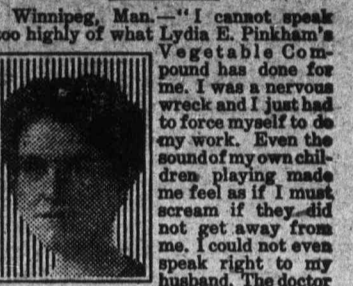 Winnipeg, Man.—"I cannot speak
too highly of what Lydia E. Pinkham's
Vegetable Com-
pound has done for
me. I was a nervous
wreck and I just had
to force myself to do
my work. Even the
sound of my own chil-
dren playing made
me feel as if I must
scream if they did
not get away from
me. I could not even
speak right to my
husband. The doctor